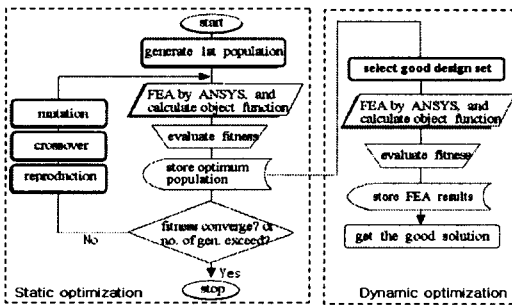 start
generate 1st population
FEA by ANSYS, and
calculate object function
evaluate fitness
store optimum
population
fitness converge? or
no. of gen. exceed?
Yes
stop
No
mutation
crossover
reproduction
Static optimization
select good design set
FEA by ANSYS, and
calculate object function
evaluate fitness
store FEA results
get the good solution
Dynamic optimization